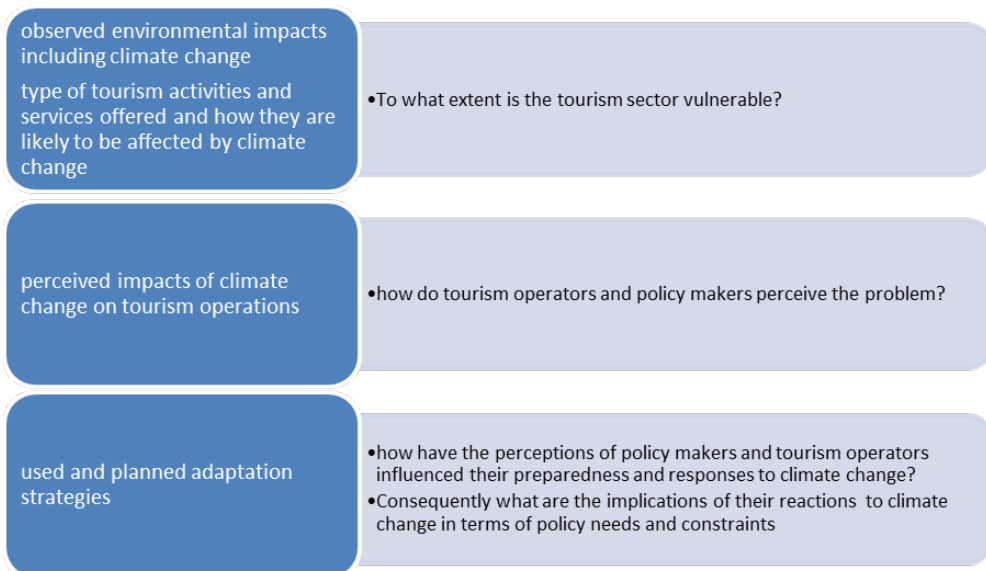 observed environmental impacts
including climate change
type of tourism activities and
services offered and how they are
likely to be affected by climate
change
•To what extent is the tourism sector vulnerable?
perceived impacts of climate
change on tourism operations
•how do tourism operators and policy makers perceive the problem?
used and planned adaptation
strategies
•how have the perceptions of policy makers and tourism operators
influenced their preparedness and responses to climate change?
•Consequently what are the implications of their reactions to climate
change in terms of policy needs and constraints